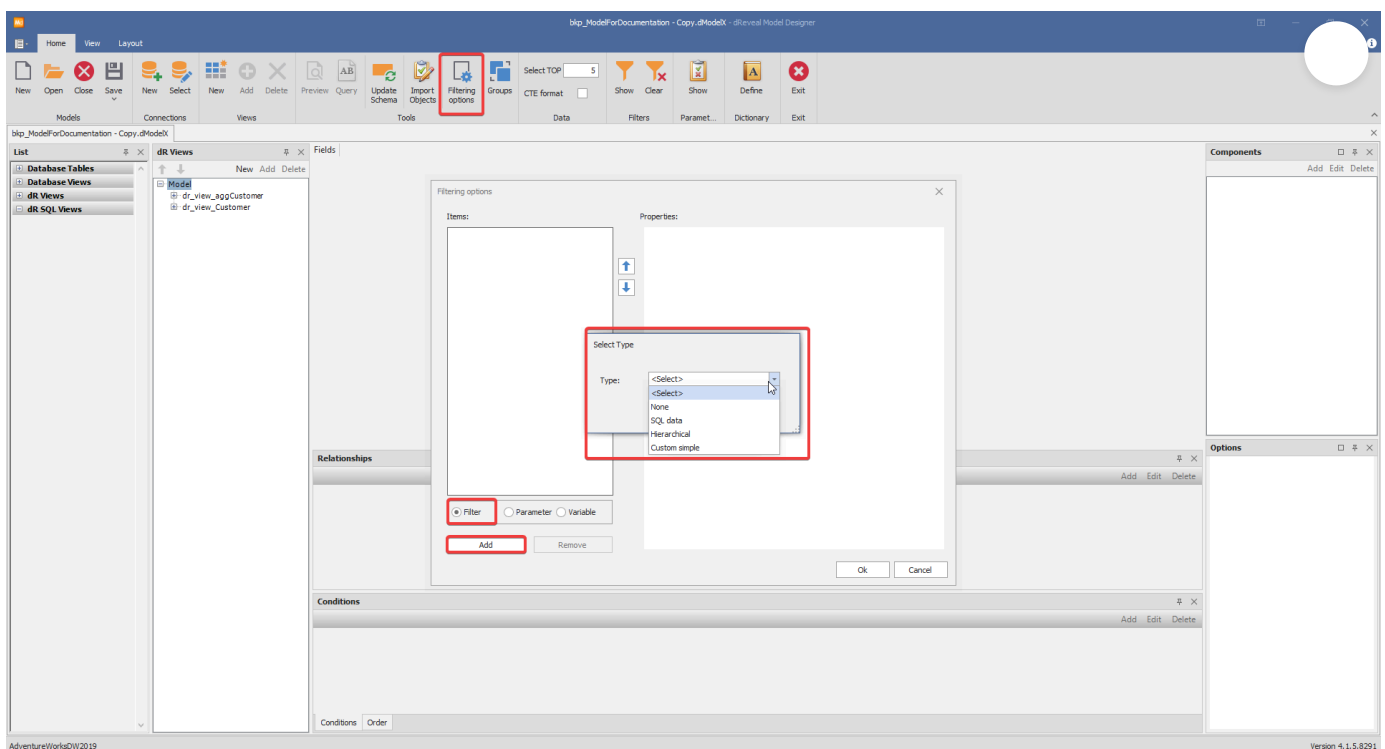 bkp_ModelForDocumentation - Copy.dModelX - dReveal Model Designer
Home View Layout
New Open Close Save New Select New Add Delete Preview Query AB Update Schema Import Objects Filtering options Groups Select TOP 5 CTE format Show Clear Show A Define Exit
Models Connections Views Tools Data Filters Paramet... Dictionary Exit
bkp_ModelForDocumentation - Copy.dModelX
List
Database Tables
Database Views
dR Views
dR SQL Views
dR Views
New Add Delete
Model
dr_view_aggCustomer
dr_view_Customer
Fields
Filtering options
Items: Properties:
Select Type
Type: <Select>
<Select>
None
SQL data
Hierarchical
Custom simple
Filter Parameter Variable
Add Remove
Ok Cancel
Relationships
Add Edit Delete
Conditions
Add Edit Delete
Conditions Order
Components
Add Edit Delete
Options
AdventureWorksDW2019
Version 4.1.5.8291